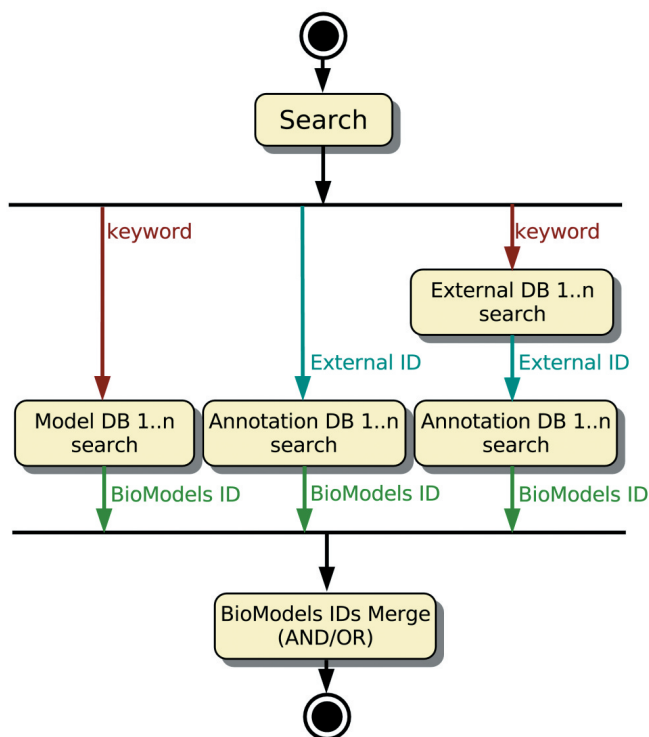 Search
keyword
keyword
External DB 1..n
search
External ID
External ID
Model DB 1..n
search
Annotation DB 1..n
search
Annotation DB 1..n
search
BioModels ID
BioModels ID
BioModels ID
BioModels IDs Merge
(AND/OR)